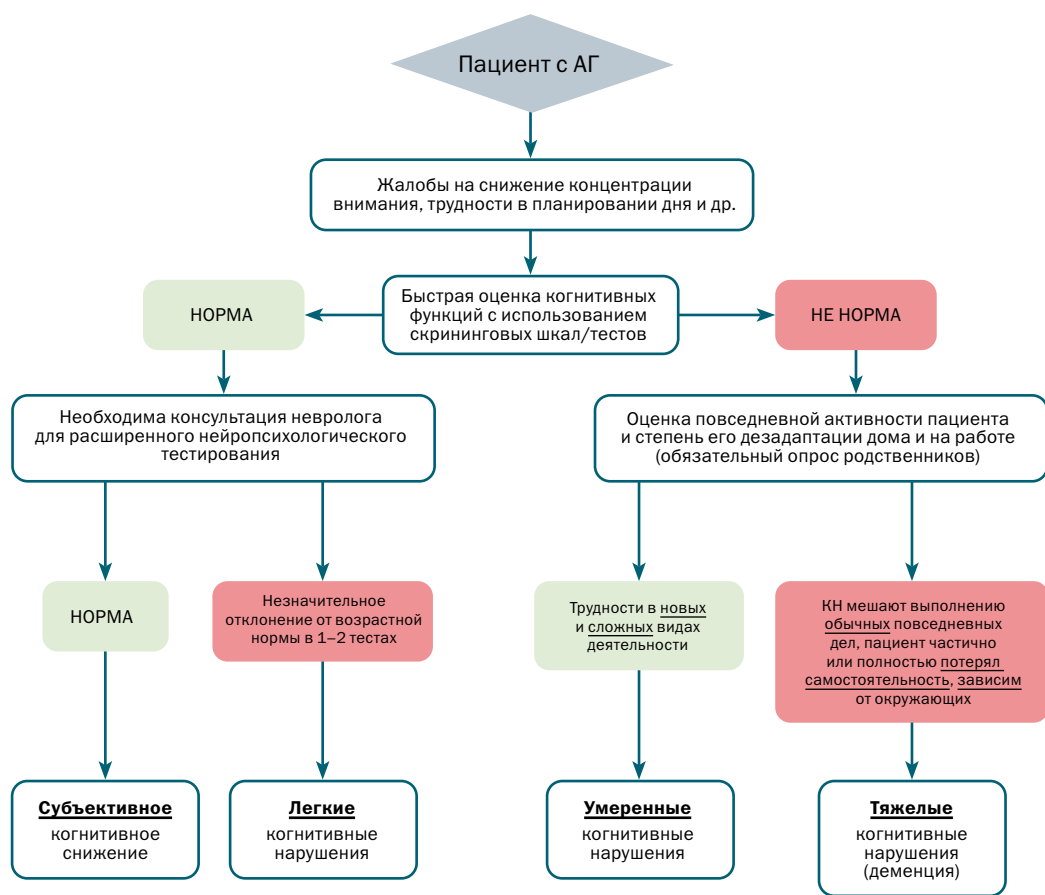 Пациент с АГ
Жалобы на снижение концентрации
внимания, трудности в планировании дня и др.
НОРМА
Быстрая оценка когнитивных
функций с использованием
скрининговых шкал/тестов
НЕ НОРМА
Необходима консультация невролога
для расширенного нейропсихологического
тестирования
Оценка повседневной активности пациента
и степень его дезадаптации дома и на работе
(обязательный опрос родственников)
НОРМА
Незначительное
отклонение от возрастной
нормы в 1–2 тестах
Трудности в новых
и сложных видах
деятельности
КН мешают выполнению
обычных повседневных
дел, пациент частично
или полностью потерял
самостоятельность, зависим
от окружающих
Субъективное
когнитивное
снижение
Легкие
когнитивные
нарушения
Умеренные
когнитивные
нарушения
Тяжелые
когнитивные
нарушения
(деменция)